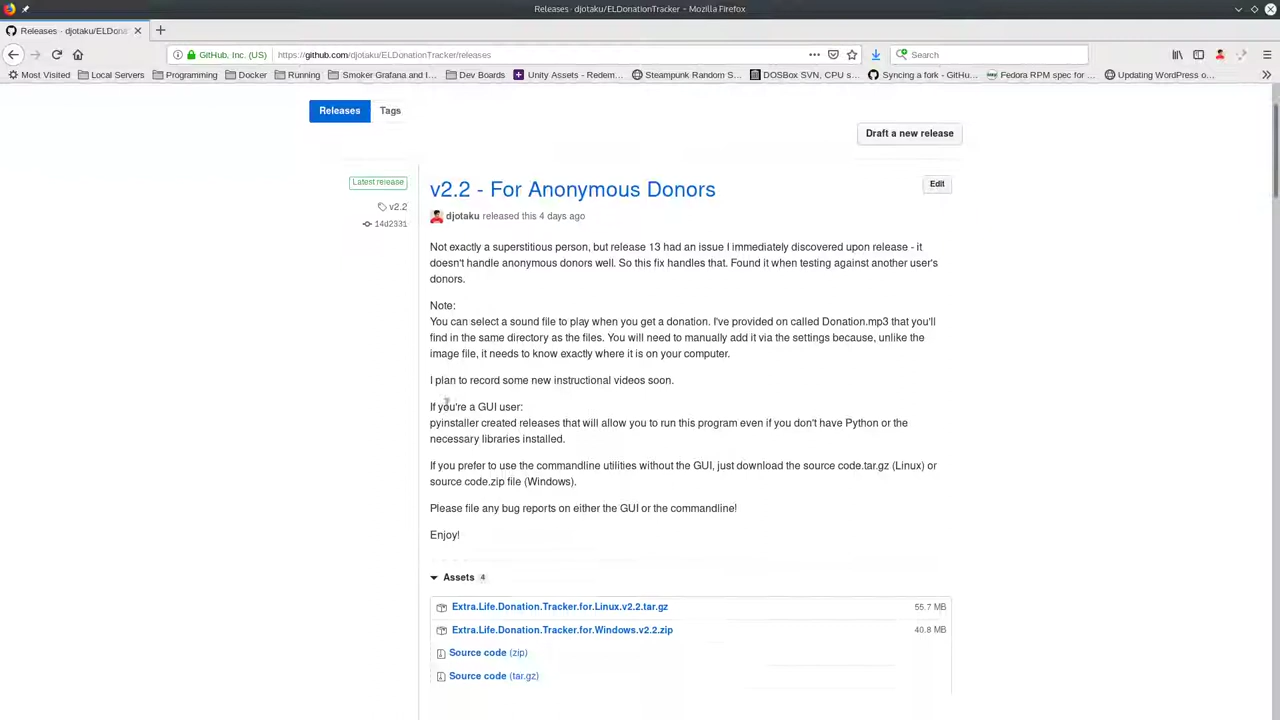 Releases · djotaku/ELDonationTracker – Mozilla Firefox
Releases · djotaku/ELDona
GitHub, Inc. (US)
https://github.com/djotaku/ELDonationTracker/releases
Search
Most Visited
Local Servers
Programming
Docker
Running
Smoker Grafana and I…
Dev Boards
Unity Assets - Redem…
Steampunk Random S…
DOSBox SVN, CPU s…
Syncing a fork - GitHu…
Fedora RPM spec for …
Updating WordPress o…
Releases
Tags
Draft a new release
Latest release
v2.2
14d2331
v2.2 - For Anonymous Donors
Edit
djotaku released this 4 days ago
Not exactly a superstitious person, but release 13 had an issue I immediately discovered upon release - it
doesn't handle anonymous donors well. So this fix handles that. Found it when testing against another user's
donors.
Note:
You can select a sound file to play when you get a donation. I've provided on called Donation.mp3 that you'll
find in the same directory as the files. You will need to manually add it via the settings because, unlike the
image file, it needs to know exactly where it is on your computer.
I plan to record some new instructional videos soon.
If you're a GUI user:
pyinstaller created releases that will allow you to run this program even if you don't have Python or the
necessary libraries installed.
If you prefer to use the commandline utilities without the GUI, just download the source code.tar.gz (Linux) or
source code.zip file (Windows).
Please file any bug reports on either the GUI or the commandline!
Enjoy!
Assets 4
Extra.Life.Donation.Tracker.for.Linux.v2.2.tar.gz
55.7 MB
Extra.Life.Donation.Tracker.for.Windows.v2.2.zip
40.8 MB
Source code (zip)
Source code (tar.gz)